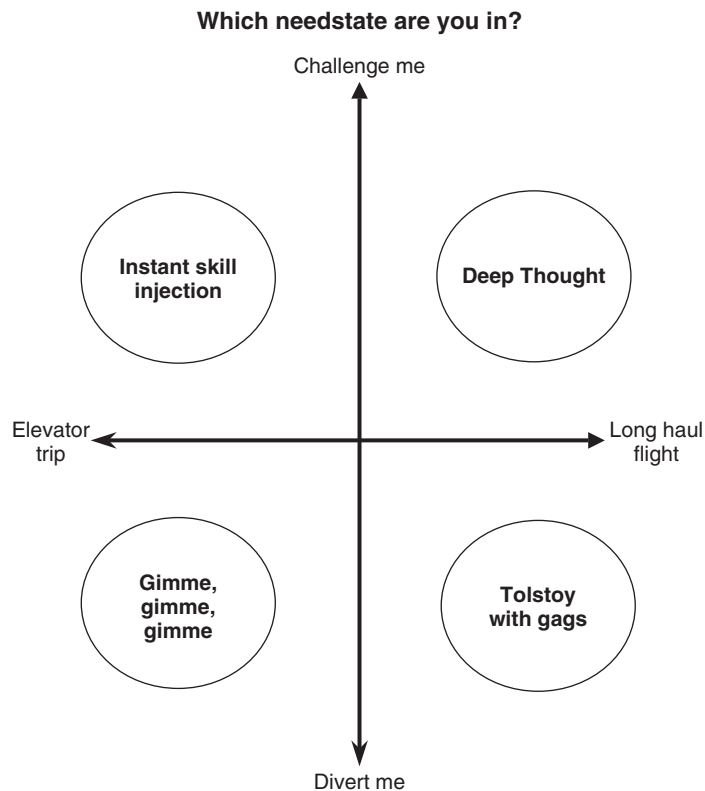 Which needstate are you in?
Challenge me
Instant skill
injection
Deep Thought
Elevator
trip
Long haul
flight
Gimme,
gimme,
gimme
Tolstoy
with gags
Divert me